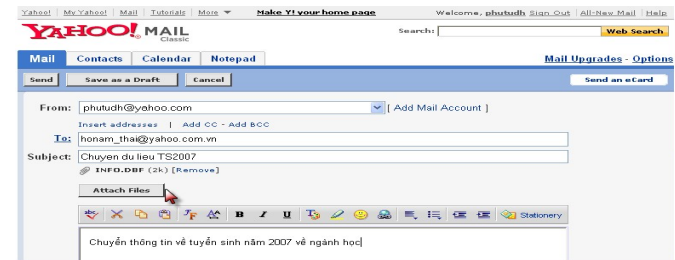 Yahoo! My Yahoo! Mail Tutorials More Make Y! your home page Welcome, phutudh Sign Out All-New Mail Help
YAHOO! MAIL Classic Search: Web Search
Mail Contacts Calendar Notepad Mail Upgrades - Options
Send Save as a Draft Cancel Send an eCard
From: phutudh@yahoo.com [ Add Mail Account ]
Insert addresses | Add CC - Add BCC
To: honam_thai@yahoo.com.vn
Subject: Chuyen du lieu TS2007
INFO.DBF (2k) [Remove]
Attach Files
B I U Stationery
Chuyển thông tin về tuyển sinh năm 2007 về ngành học